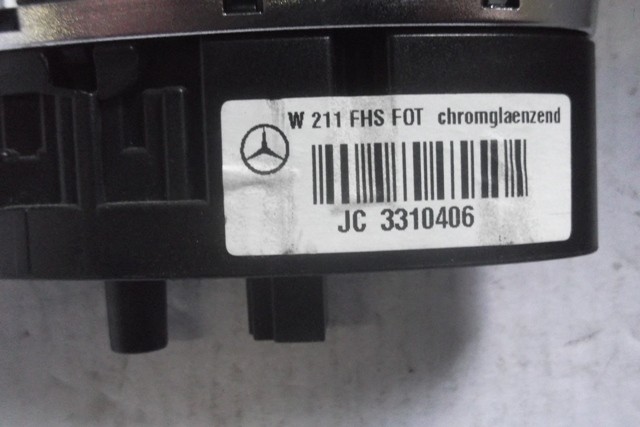 W 211 FHS FOT chromglaenzend
JC 3310406